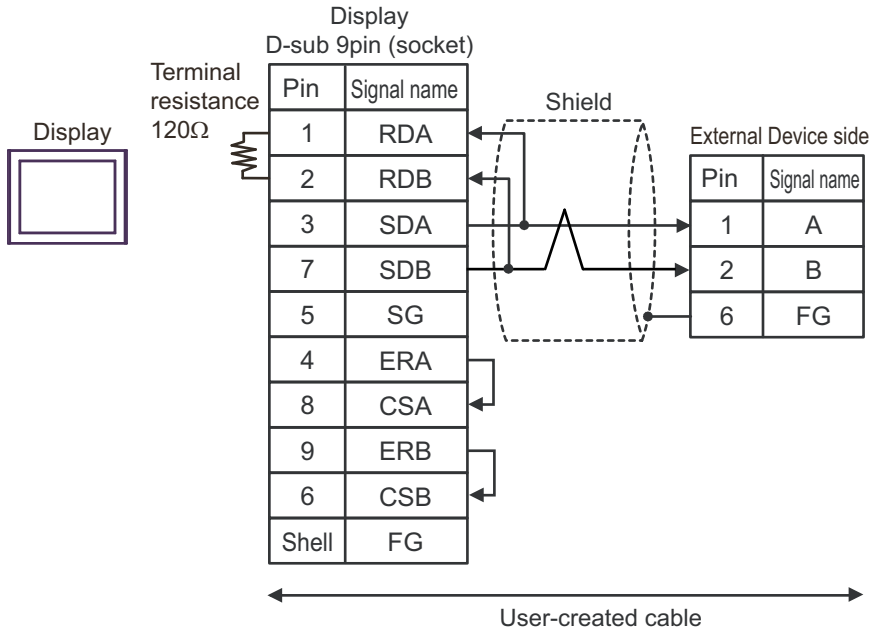 Display
D-sub 9pin (socket)
Terminal
resistance
120Ω
Display
Pin Signal name
1 RDA
2 RDB
3 SDA
7 SDB
5 SG
4 ERA
8 CSA
9 ERB
6 CSB
Shell FG
Shield
External Device side
Pin Signal name
1 A
2 B
6 FG
User-created cable